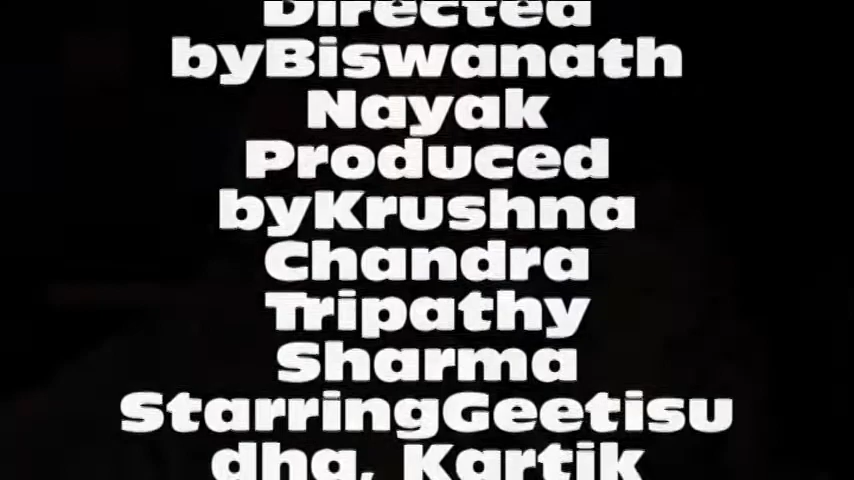 Directed
byBiswanath
Nayak
Produced
byKrushna
Chandra
Tripathy
Sharma
StarringGeetisu
dha, Kartik